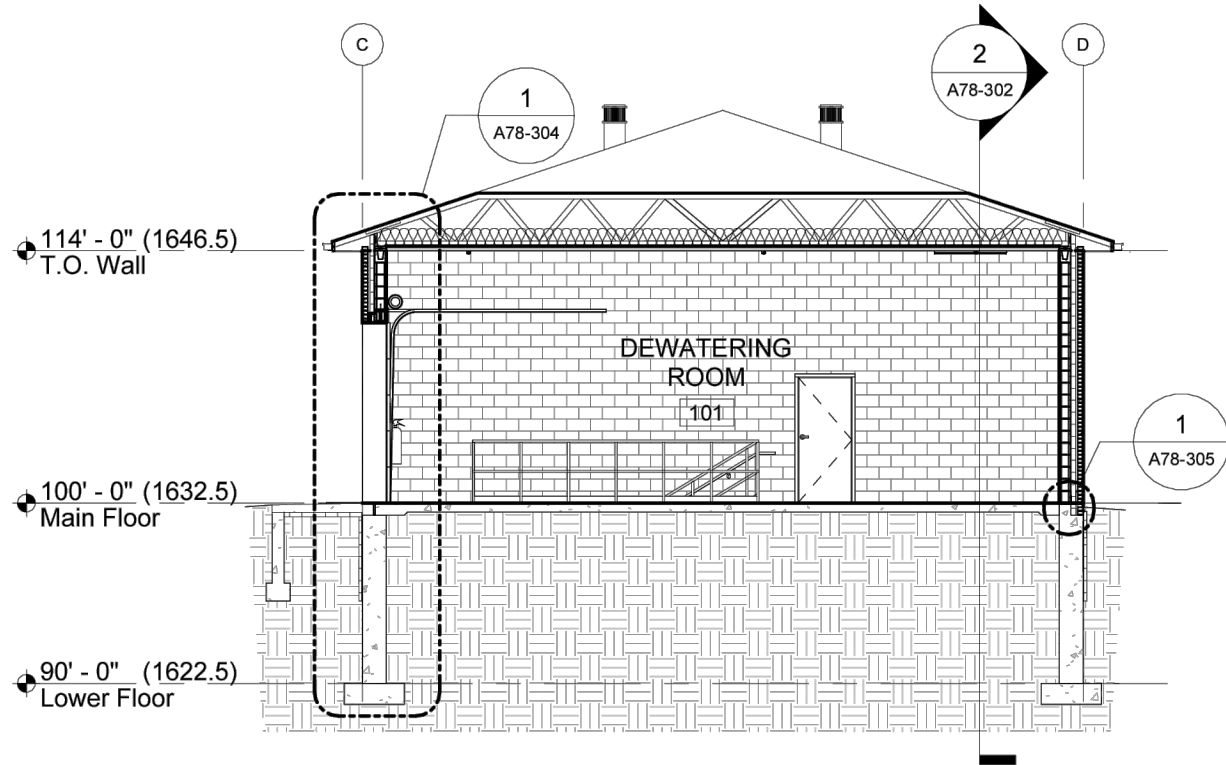 C
2
A78-302
D
1
A78-304
114' - 0" (1646.5)
T.O. Wall
DEWATERING
ROOM
101
1
A78-305
100' - 0" (1632.5)
Main Floor
90' - 0" (1622.5)
Lower Floor